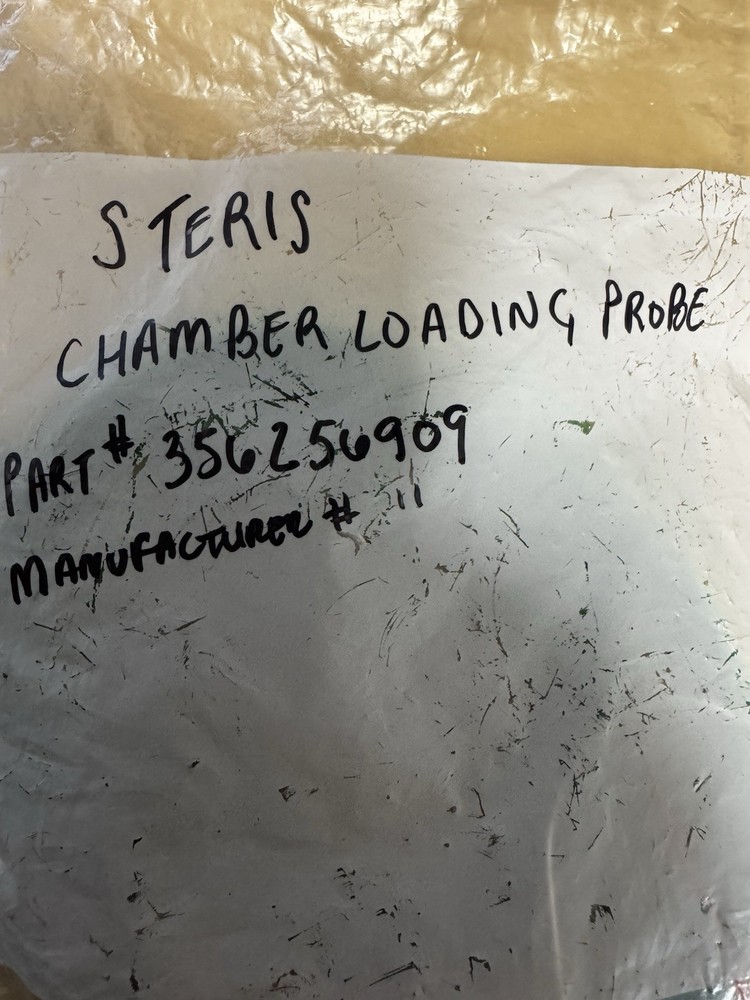 STERIS
CHAMBER LOADING PROBE
PART # 356256909
MANUFACTURER # "